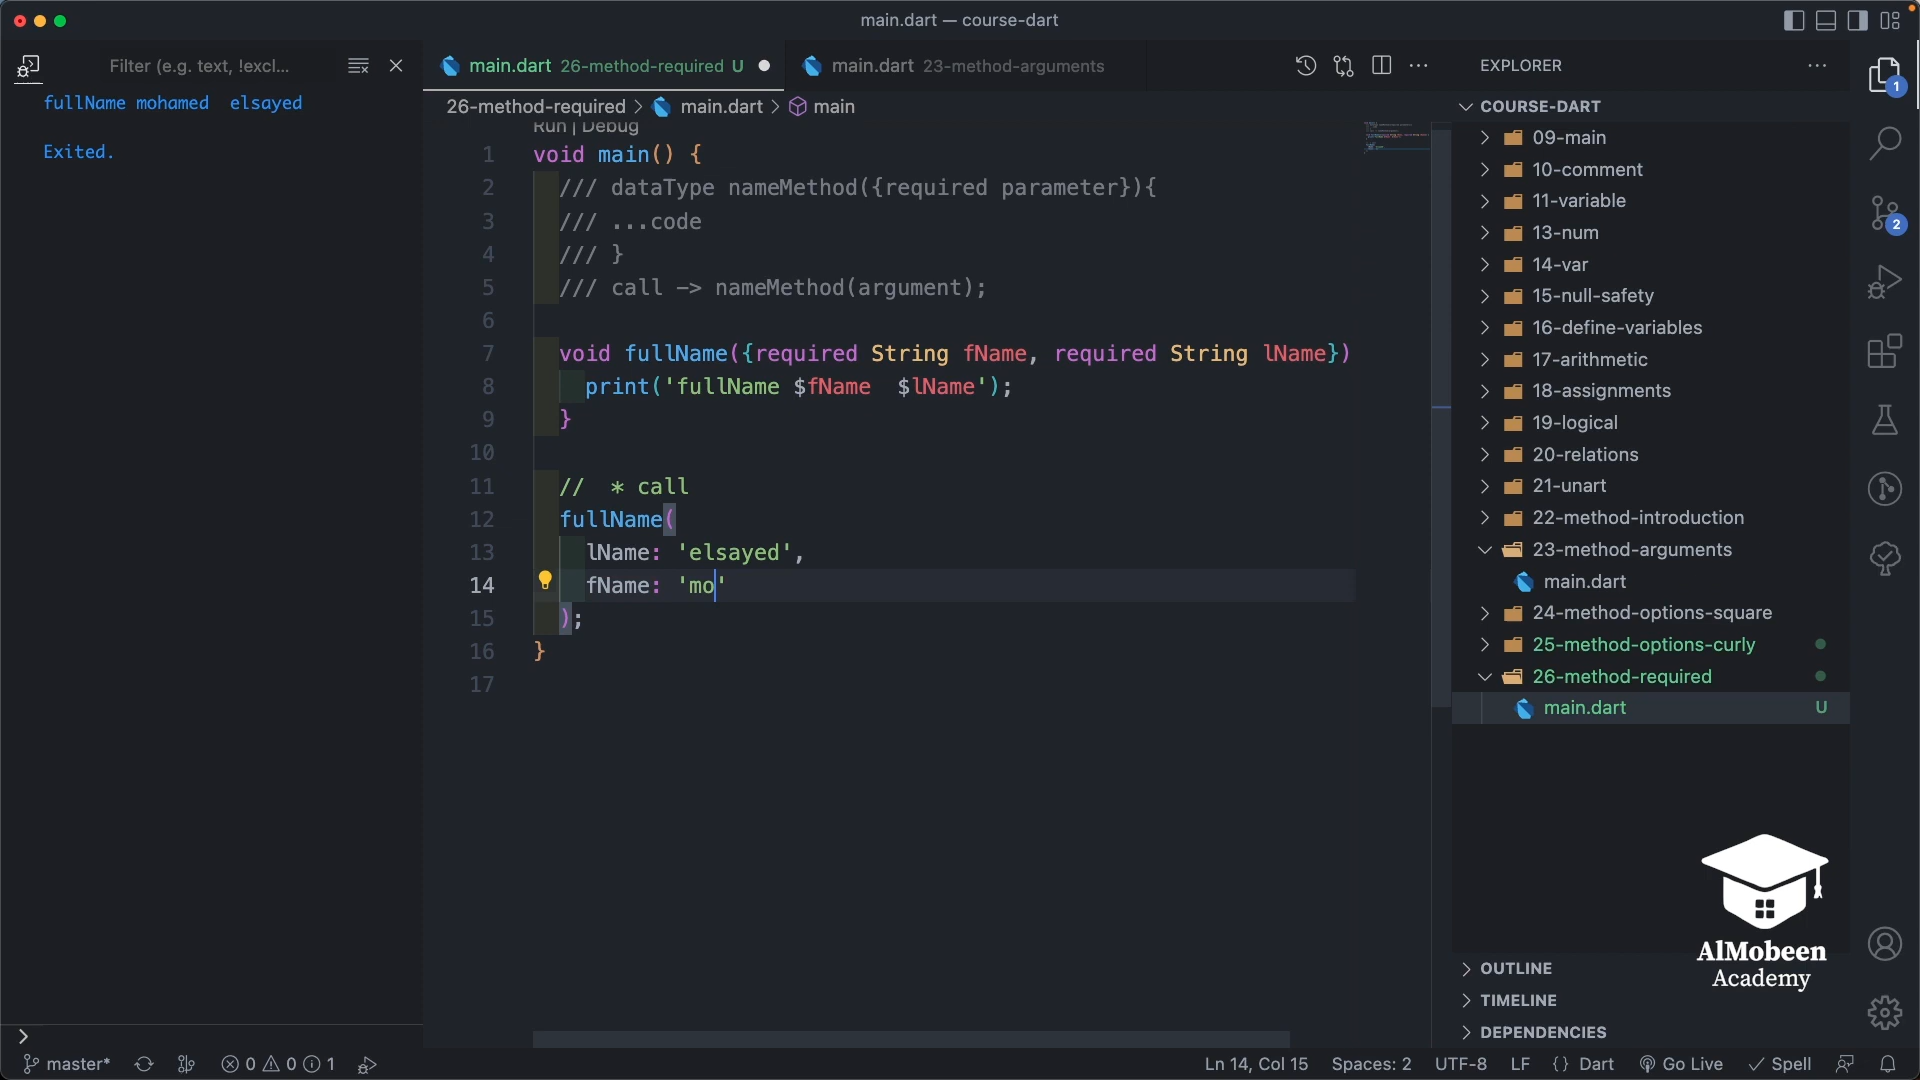 main.dart — course-dart
Filter (e.g. text, !excl...
fullName mohamed  elsayed
Exited.
main.dart 26-method-required U
main.dart 23-method-arguments
26-method-required > main.dart > main
Run | Debug
1 void main() {
2 /// dataType nameMethod({required parameter}){
3 /// ...code
4 /// }
5 /// call -> nameMethod(argument);
6
7 void fullName({required String fName, required String lName})
8 print('fullName $fName  $lName');
9 }
10
11 //  * call
12 fullName(
13 lName: 'elsayed',
14 fName: 'mo'
15 );
16 }
17
EXPLORER
COURSE-DART
09-main
10-comment
11-variable
13-num
14-var
15-null-safety
16-define-variables
17-arithmetic
18-assignments
19-logical
20-relations
21-unart
22-method-introduction
23-method-arguments
main.dart
24-method-options-square
25-method-options-curly
26-method-required
main.dart U
OUTLINE
TIMELINE
DEPENDENCIES
1
2
AlMobeen
Academy
master* 0 0 1
Ln 14, Col 15 Spaces: 2 UTF-8 LF {} Dart Go Live Spell